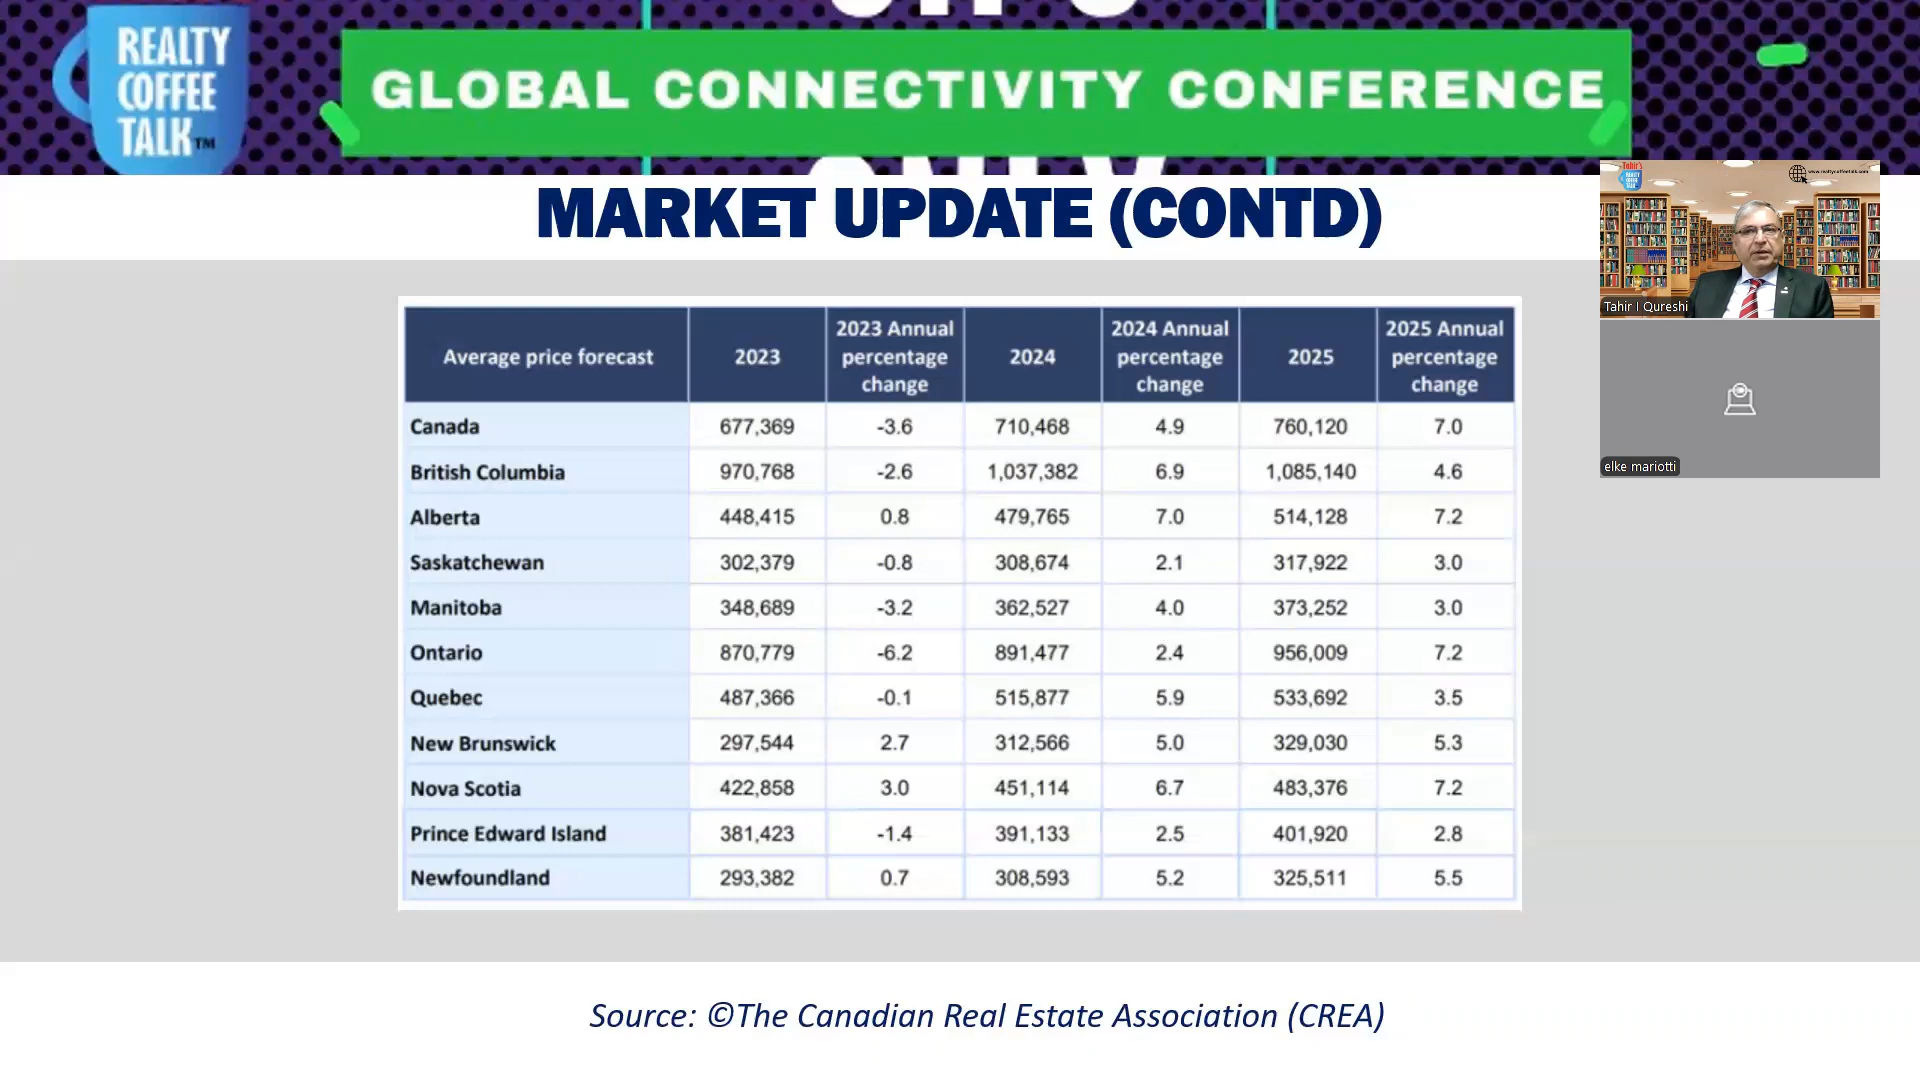 REALTY
COFFEE
TALK™
GLOBAL CONNECTIVITY CONFERENCE
MARKET UPDATE (CONTD)
www.realtycoffeetalk.com
Tahir's
REALTY
COFFEE
TALK
Tahir I Qureshi
elke mariotti
Average price forecast 2023 2023 Annual percentage change 2024 2024 Annual percentage change 2025 2025 Annual percentage change
Canada 677,369 -3.6 710,468 4.9 760,120 7.0
British Columbia 970,768 -2.6 1,037,382 6.9 1,085,140 4.6
Alberta 448,415 0.8 479,765 7.0 514,128 7.2
Saskatchewan 302,379 -0.8 308,674 2.1 317,922 3.0
Manitoba 348,689 -3.2 362,527 4.0 373,252 3.0
Ontario 870,779 -6.2 891,477 2.4 956,009 7.2
Quebec 487,366 -0.1 515,877 5.9 533,692 3.5
New Brunswick 297,544 2.7 312,566 5.0 329,030 5.3
Nova Scotia 422,858 3.0 451,114 6.7 483,376 7.2
Prince Edward Island 381,423 -1.4 391,133 2.5 401,920 2.8
Newfoundland 293,382 0.7 308,593 5.2 325,511 5.5
Source: ©The Canadian Real Estate Association (CREA)